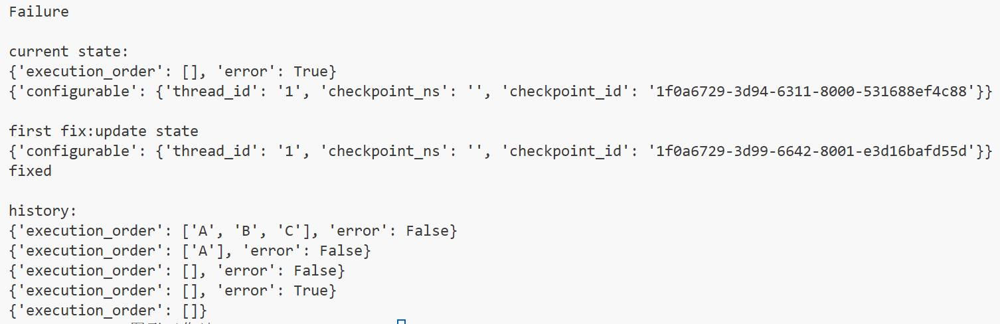 Failure
current state:
{'execution_order': [], 'error': True}
{'configurable': {'thread_id': '1', 'checkpoint_ns': '', 'checkpoint_id': '1f0a6729-3d94-6311-8000-531688ef4c88'}}
first fix:update state
{'configurable': {'thread_id': '1', 'checkpoint_ns': '', 'checkpoint_id': '1f0a6729-3d99-6642-8001-e3d16bafd55d'}}
fixed
history:
{'execution_order': ['A', 'B', 'C'], 'error': False}
{'execution_order': ['A'], 'error': False}
{'execution_order': [], 'error': False}
{'execution_order': [], 'error': True}
{'execution_order': []}